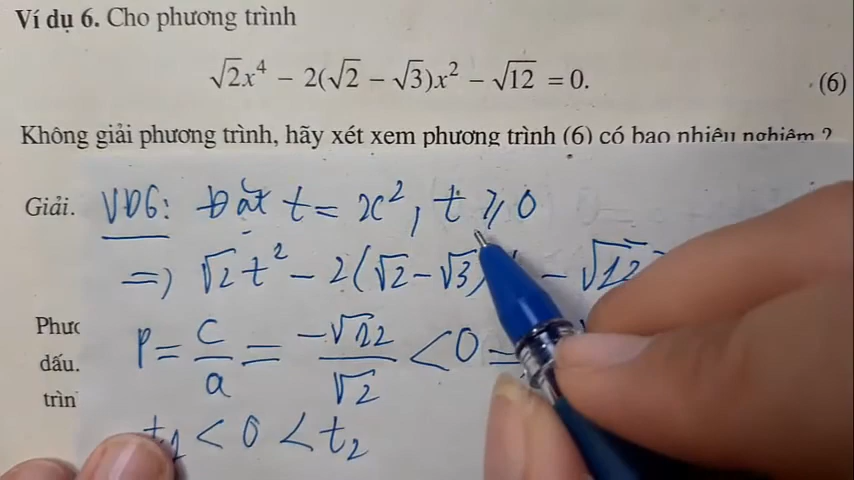 Ví dụ 6. Cho phương trình
√2x⁴ − 2(√2 − √3)x² − √12 = 0. (6)
Không giải phương trình, hãy xét xem phương trình (6) có bao nhiêu nghiệm ?
Giải.
VD6: Đặt t = x², t ⩾ 0
=> √2t² − 2(√2 − √3) − √12
Phươ
P = c/a = −√12/√2 < 0 =
dấu.
trìn
t₁ < 0 < t₂